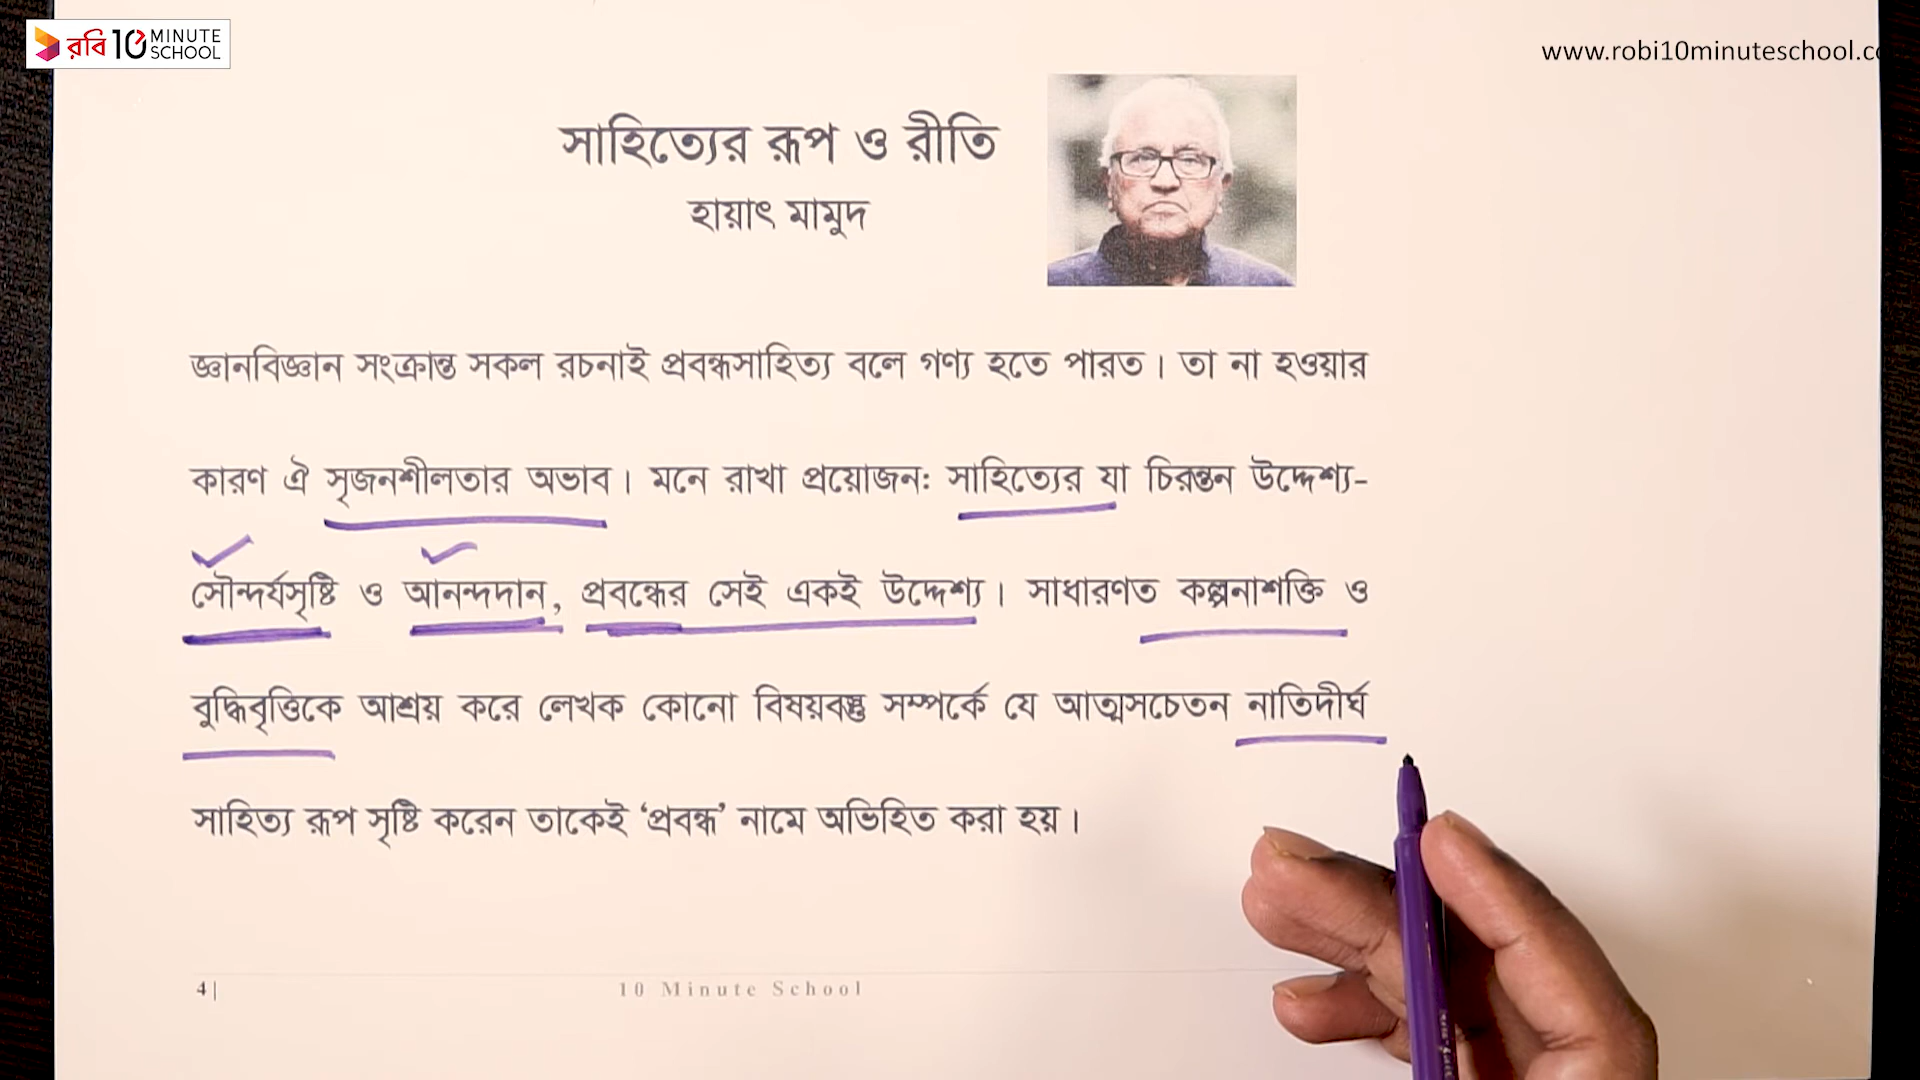 রবি 10 MINUTE SCHOOL
www.robi10minuteschool.c
সাহিত্যের রূপ ও রীতি
হায়াৎ মামুদ
জ্ঞানবিজ্ঞান সংক্রান্ত সকল রচনাই প্রবন্ধসাহিত্য বলে গণ্য হতে পারত। তা না হওয়ার
কারণ ঐ সৃজনশীলতার অভাব। মনে রাখা প্রয়োজন: সাহিত্যের যা চিরন্তন উদ্দেশ্য-
সৌন্দর্যসৃষ্টি ও আনন্দদান, প্রবন্ধের সেই একই উদ্দেশ্য। সাধারণত কল্পনাশক্তি ও
বুদ্ধিবৃত্তিকে আশ্রয় করে লেখক কোনো বিষয়বস্তু সম্পর্কে যে আত্মসচেতন নাতিদীর্ঘ
সাহিত্য রূপ সৃষ্টি করেন তাকেই ‘প্রবন্ধ’ নামে অভিহিত করা হয়।
4|
10 Minute School